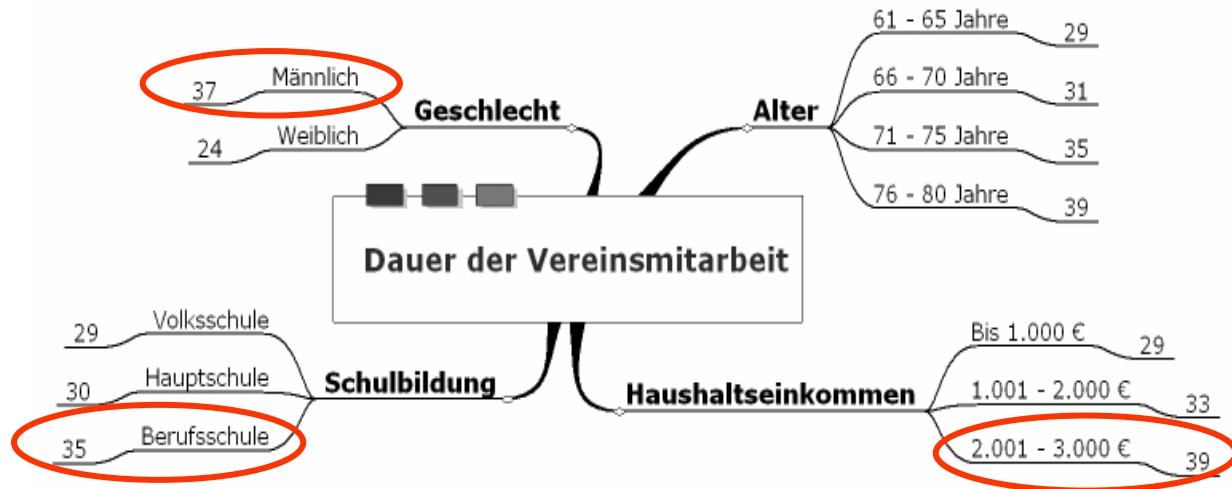 Dauer der Vereinsmitarbeit
Geschlecht
Männlich 37
Weiblich 24
Alter
61 - 65 Jahre 29
66 - 70 Jahre 31
71 - 75 Jahre 35
76 - 80 Jahre 39
Schulbildung
Volksschule 29
Hauptschule 30
Berufsschule 35
Haushaltseinkommen
Bis 1.000 € 29
1.001 - 2.000 € 33
2.001 - 3.000 € 39